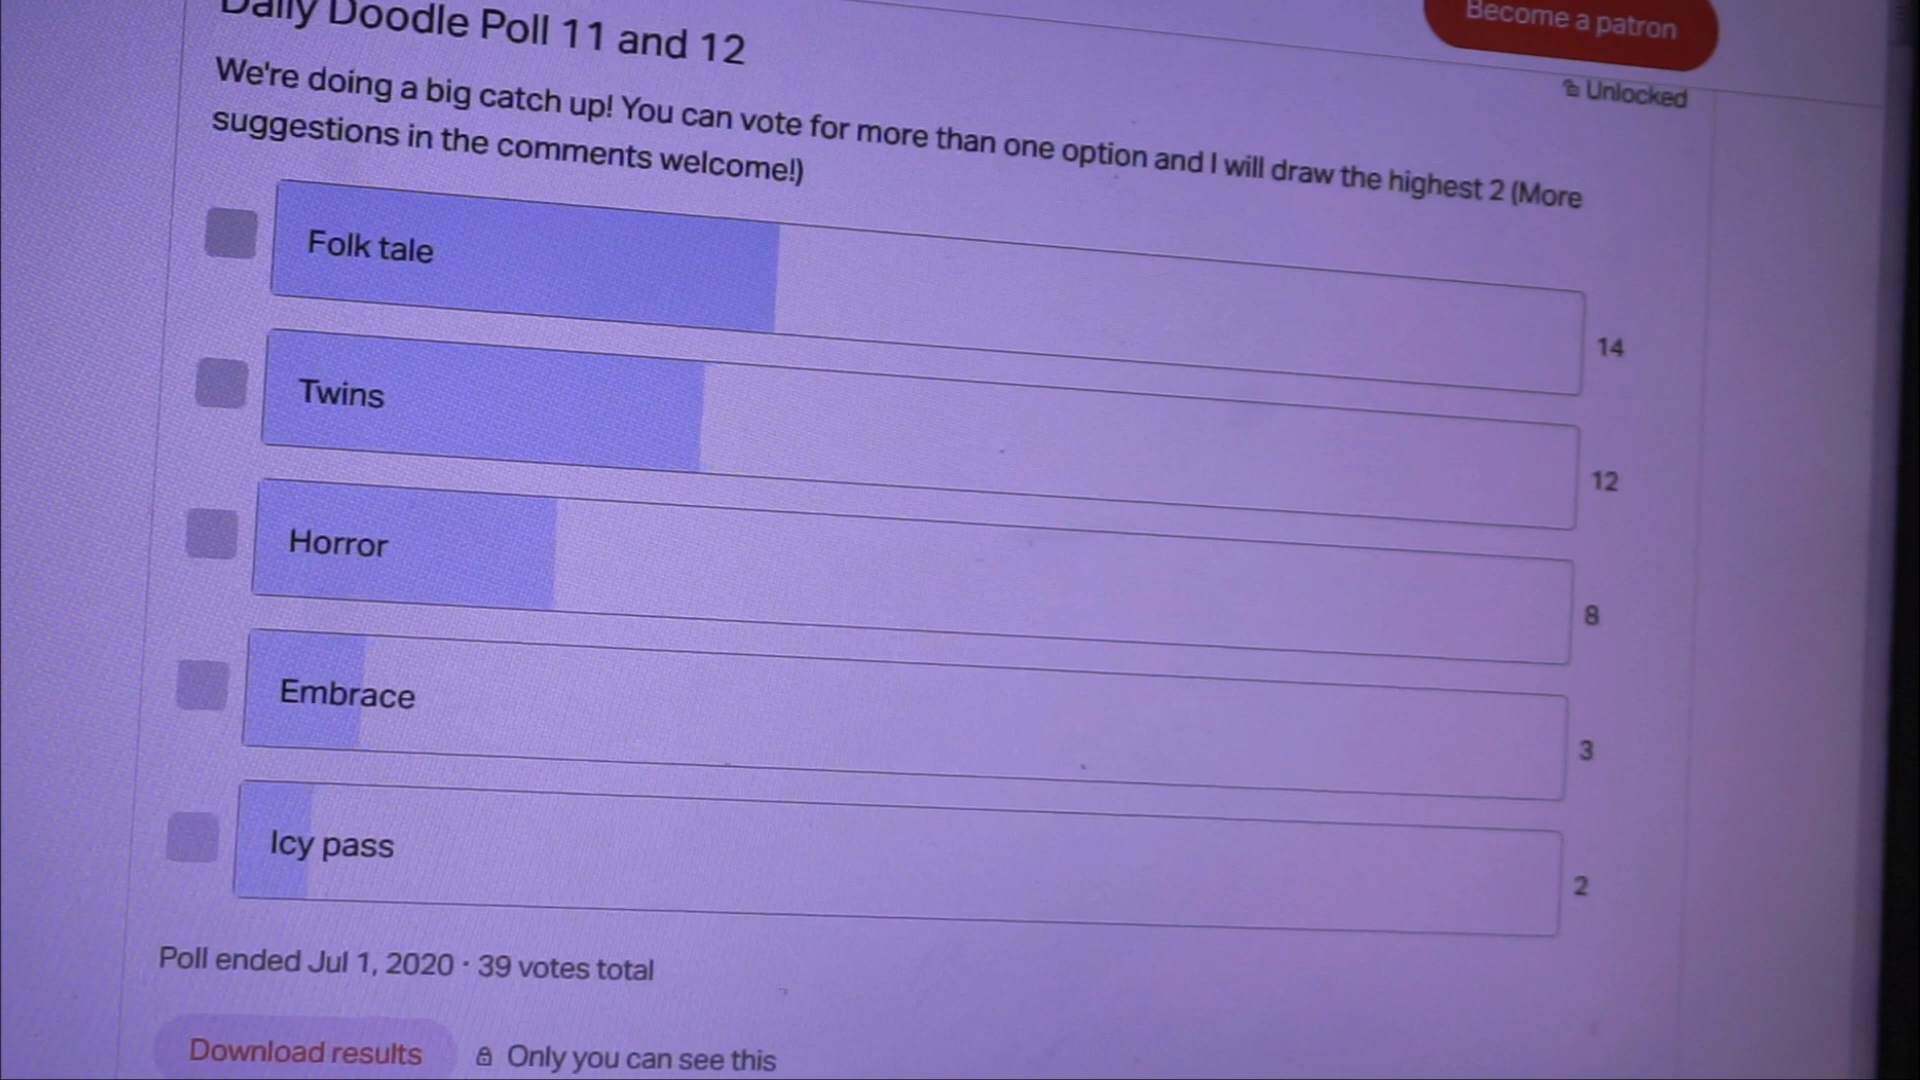 Become a patron
Daily Doodle Poll 11 and 12
Unlocked
We're doing a big catch up! You can vote for more than one option and I will draw the highest 2 (More
suggestions in the comments welcome!)
Folk tale
14
Twins
12
Horror
8
Embrace
3
Icy pass
2
Poll ended Jul 1, 2020 · 39 votes total
Download results
Only you can see this